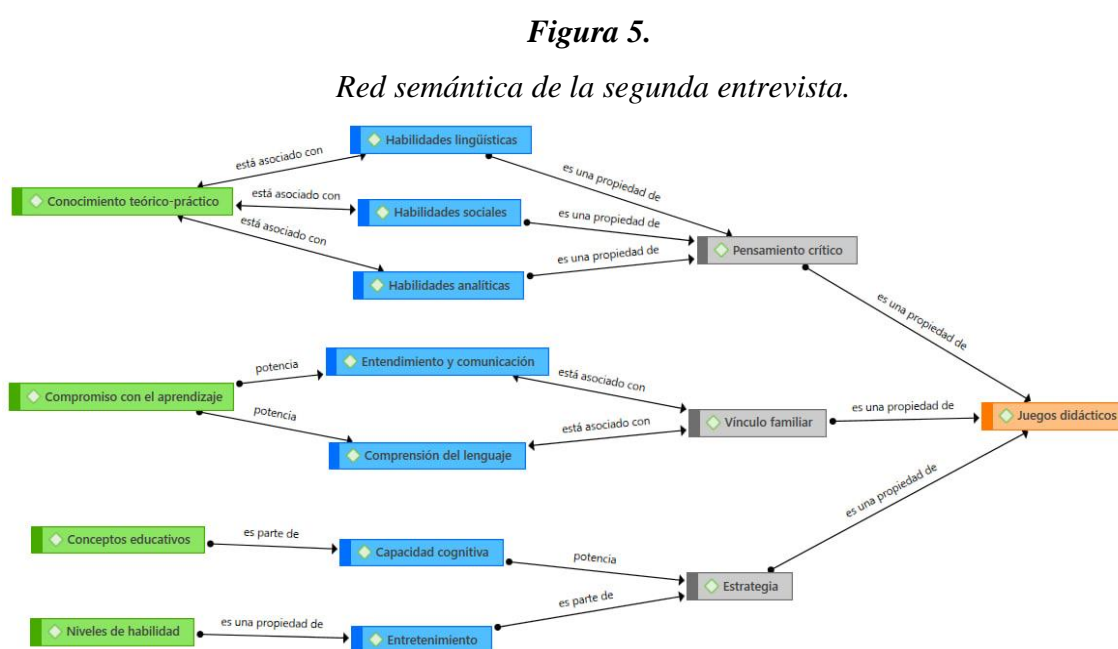 Figura 5.
Red semántica de la segunda entrevista.
Habilidades lingüísticas
está asociado con
es una propiedad de
Conocimiento teórico-práctico
está asociado con
Habilidades sociales
es una propiedad de
está asociado con
Pensamiento crítico
es una propiedad de
Habilidades analíticas
es una propiedad de
Entendimiento y comunicación
potencia
está asociado con
Compromiso con el aprendizaje
potencia
Vínculo familiar
es una propiedad de
Juegos didácticos
está asociado con
Comprensión del lenguaje
es una propiedad de
Conceptos educativos
es parte de
Capacidad cognitiva
potencia
Estrategia
es parte de
Niveles de habilidad
es una propiedad de
Entretenimiento